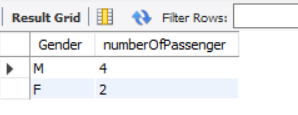 Result Grid Filter Rows:
Gender numberOfPassenger
M 4
F 2